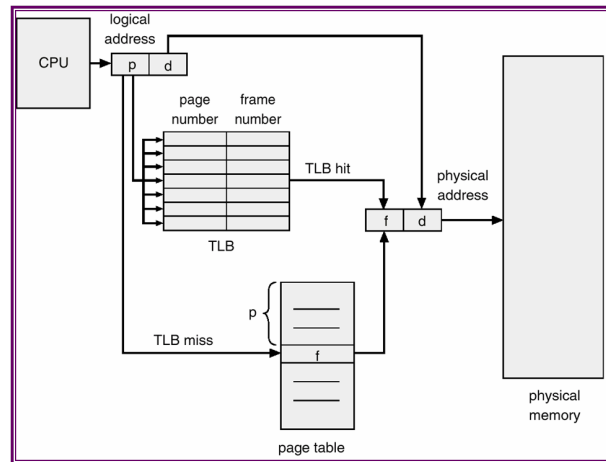 logical
address
CPU
p d
page frame
number number
TLB hit
physical
address
f d
TLB
p
TLB miss
f
physical
memory
page table